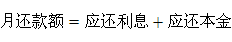 月还款额 = 应还利息 + 应还本金